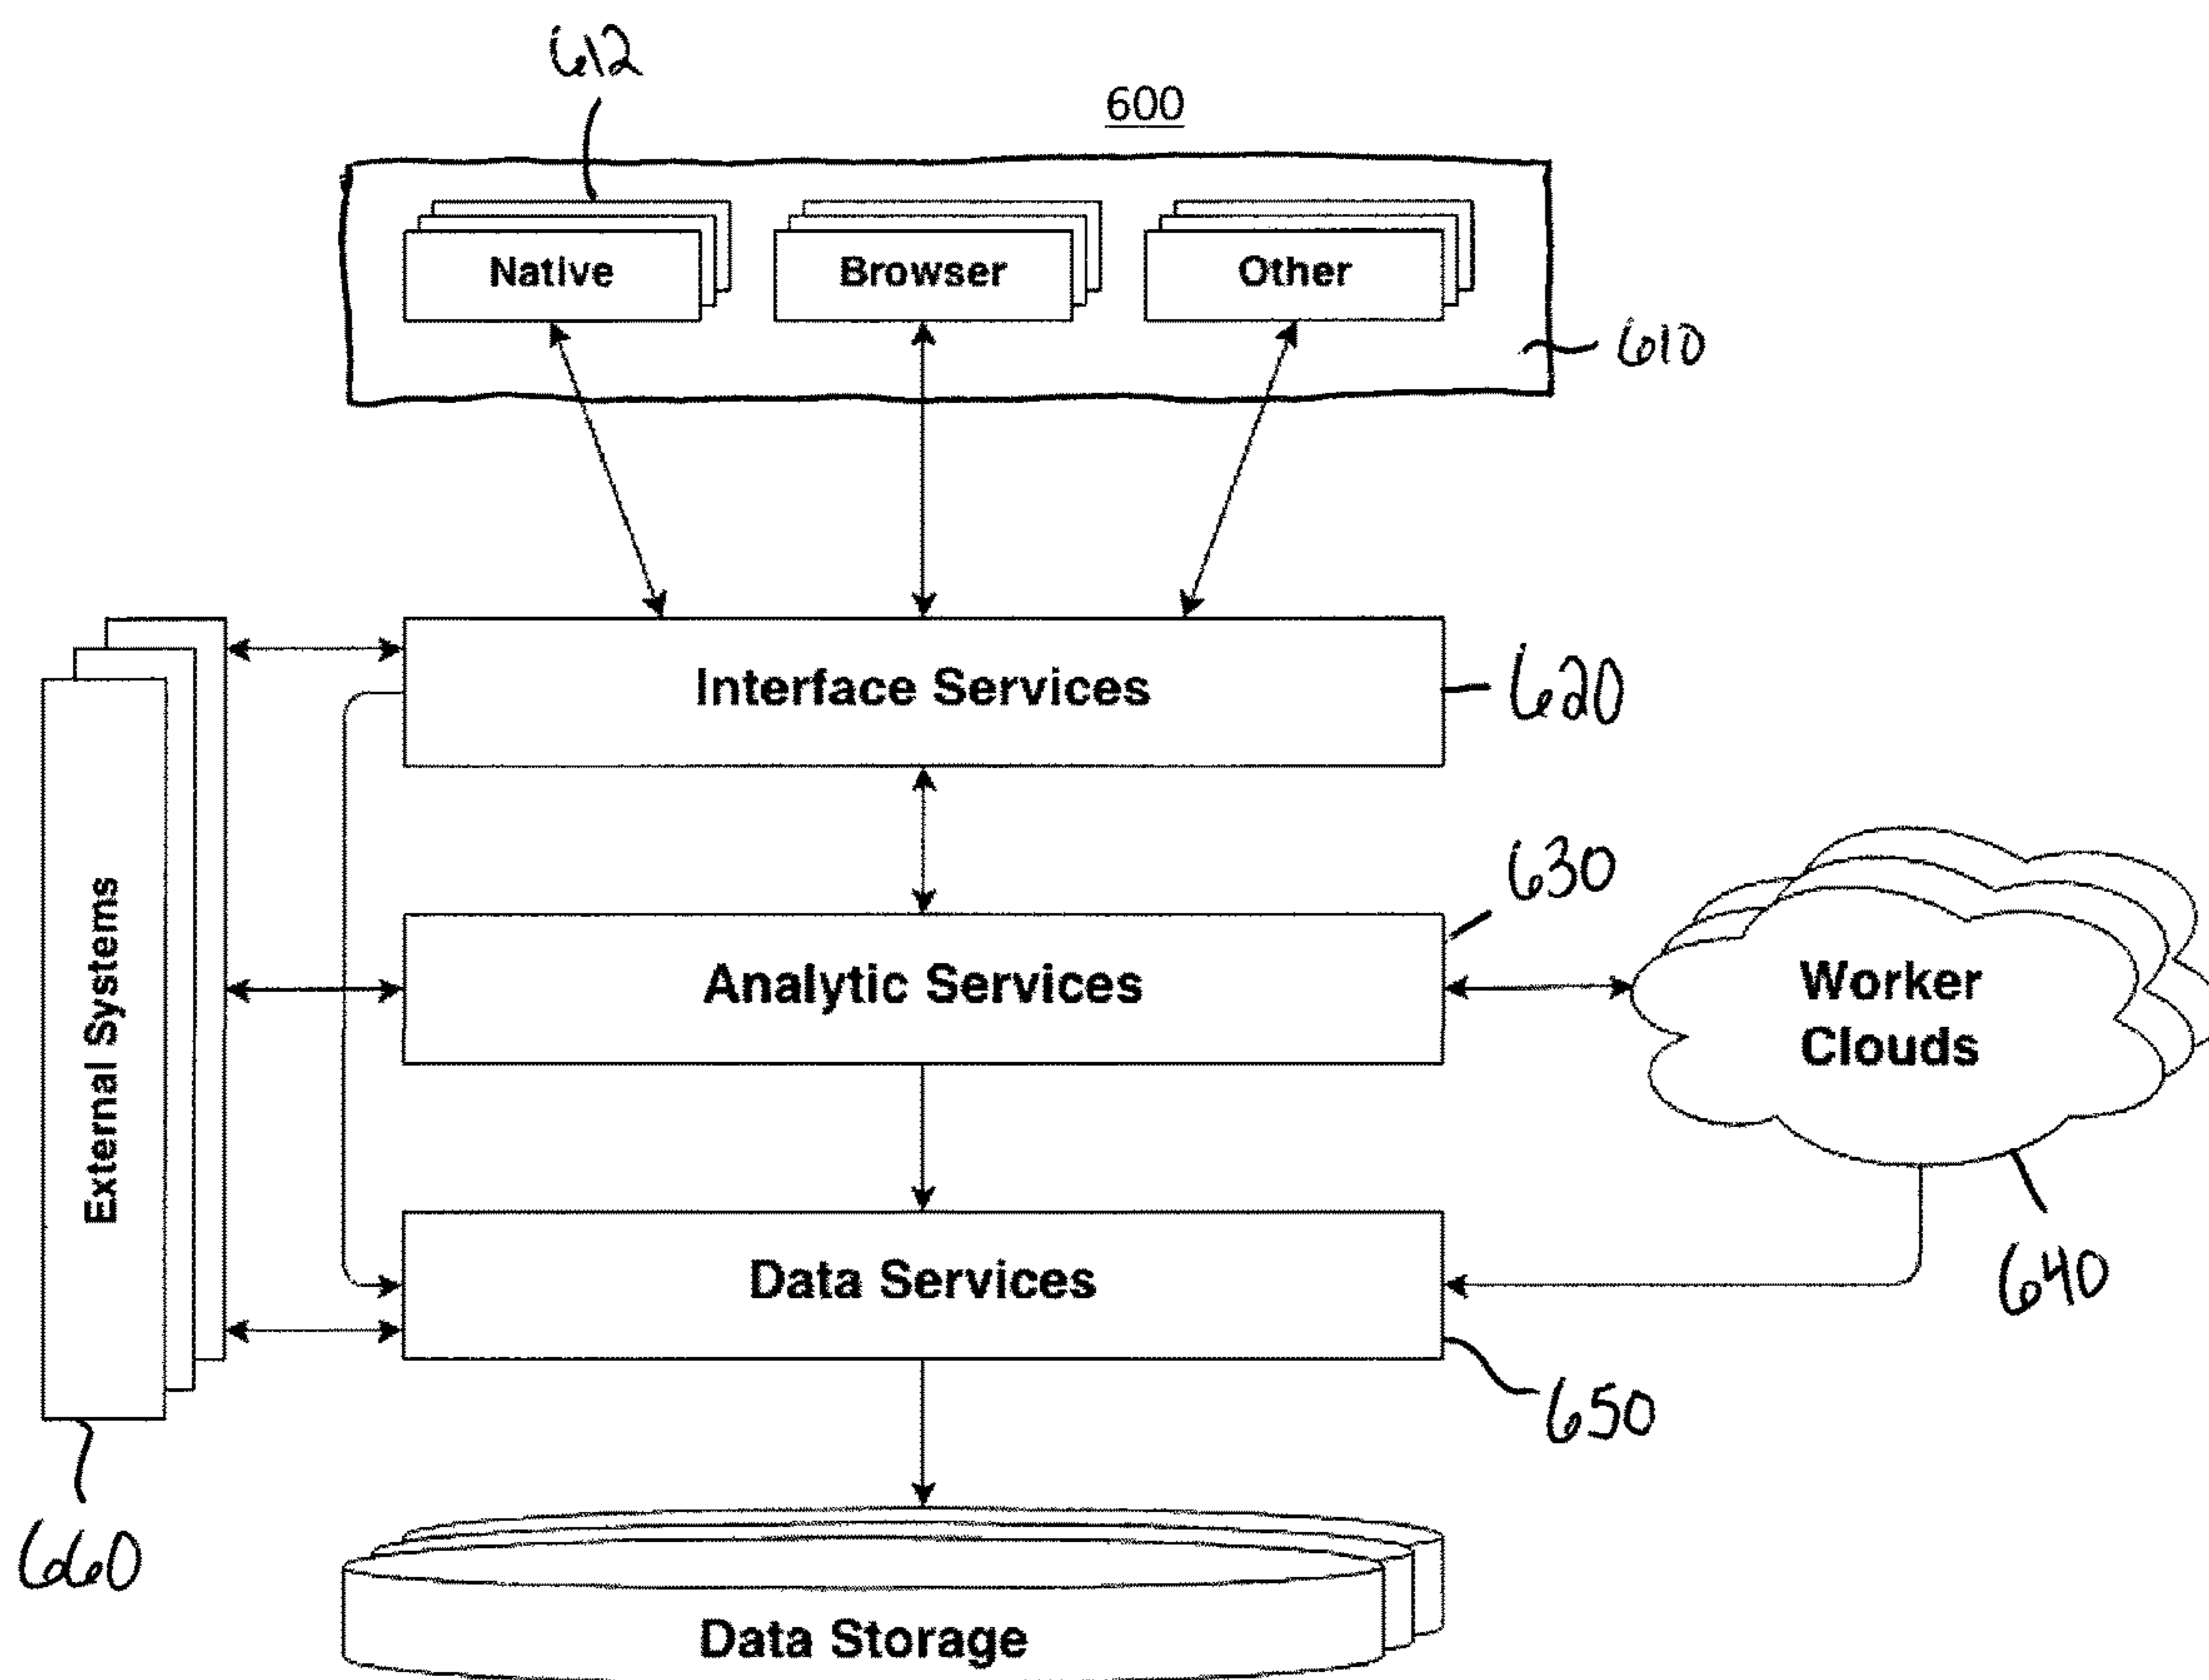 612
600
Native
Browser
Other
610
Interface Services
620
630
External Systems
Analytic Services
Worker
Clouds
Data Services
640
650
660
Data Storage